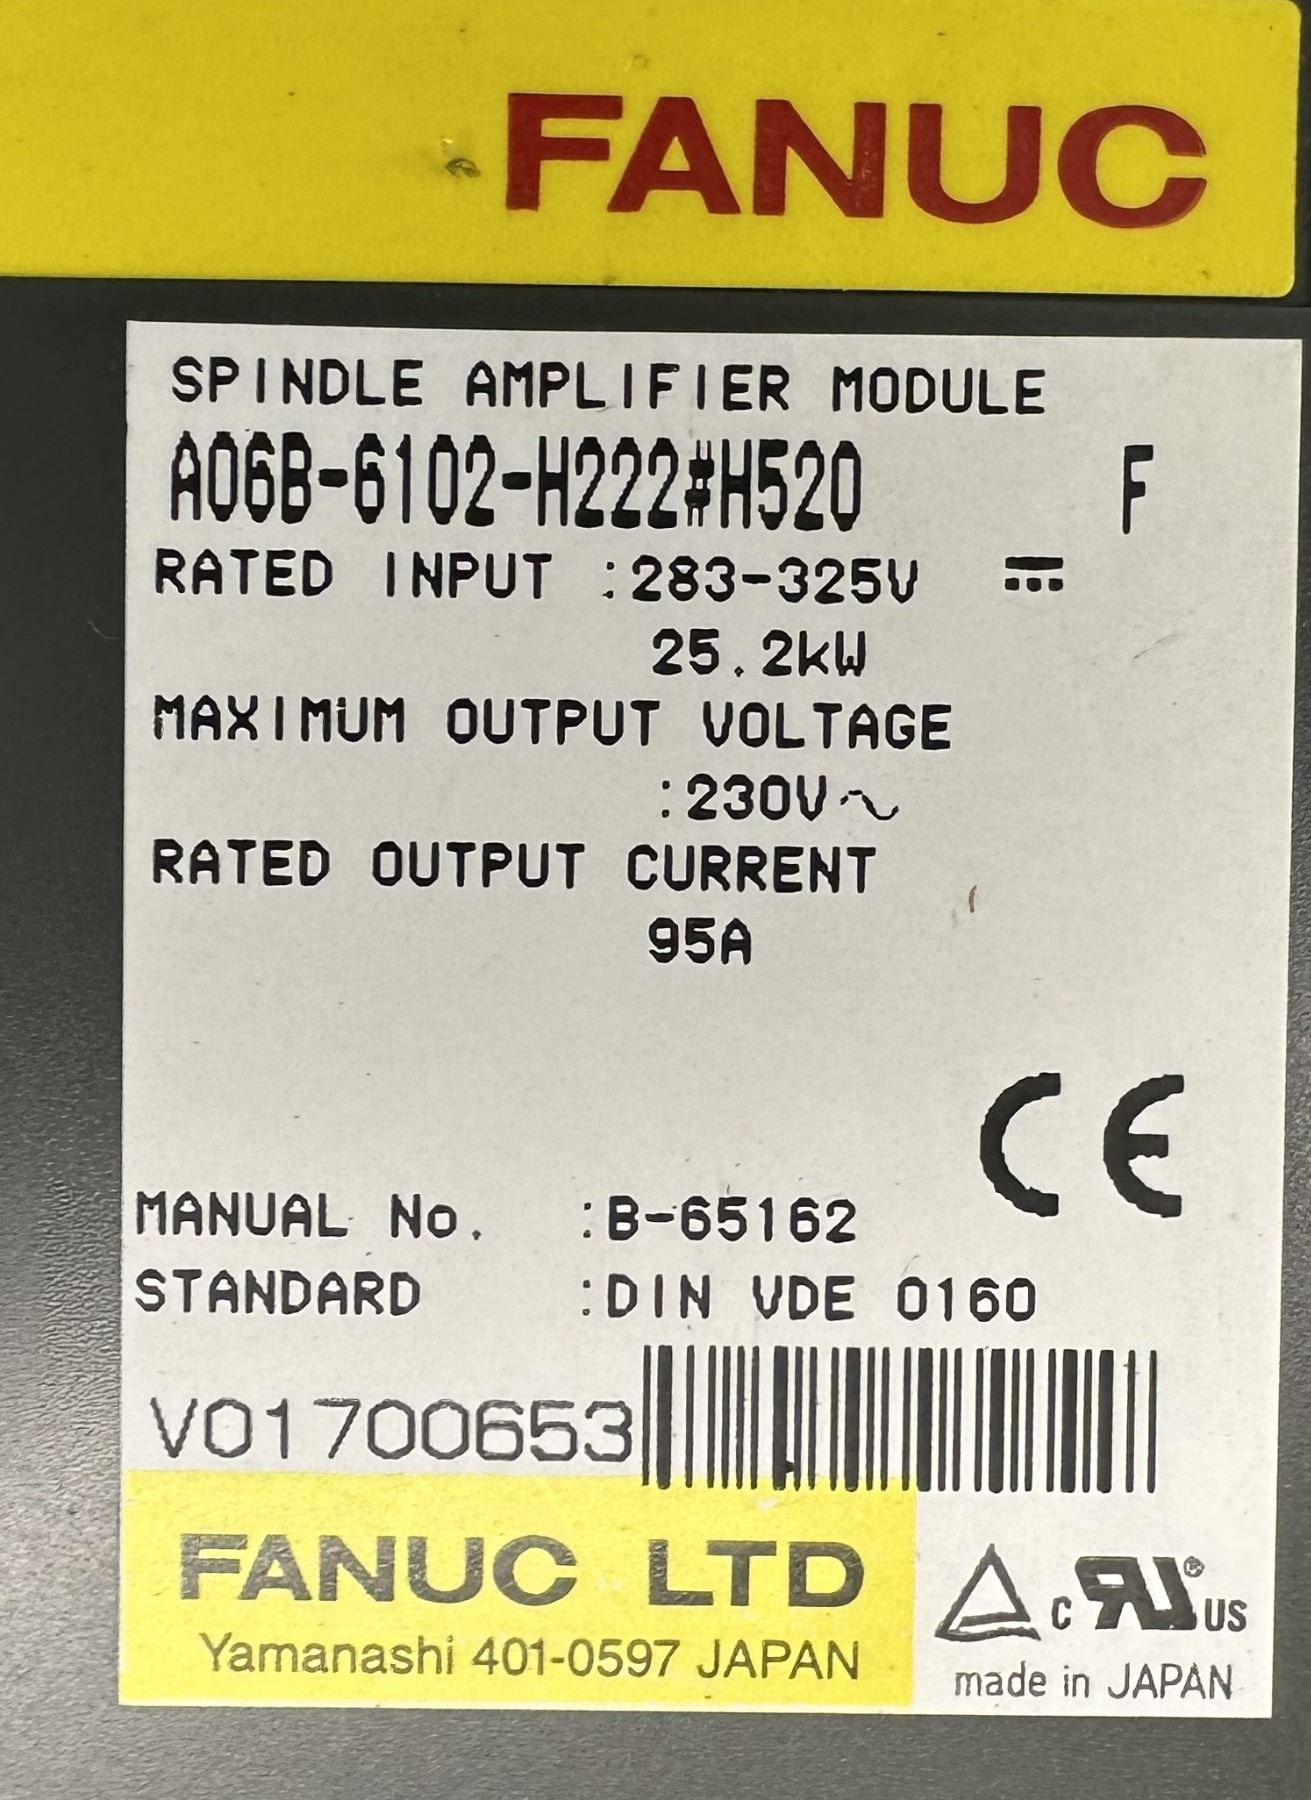 FANUC
SPINDLE AMPLIFIER MODULE
A06B-6102-H222#H520 F
RATED INPUT :283-325V ⎓
25.2kW
MAXIMUM OUTPUT VOLTAGE
:230V~
RATED OUTPUT CURRENT
95A
CE
MANUAL No. :B-65162
STANDARD :DIN VDE 0160
V01700653
FANUC LTD
Yamanashi 401-0597 JAPAN
c RU® US
made in JAPAN